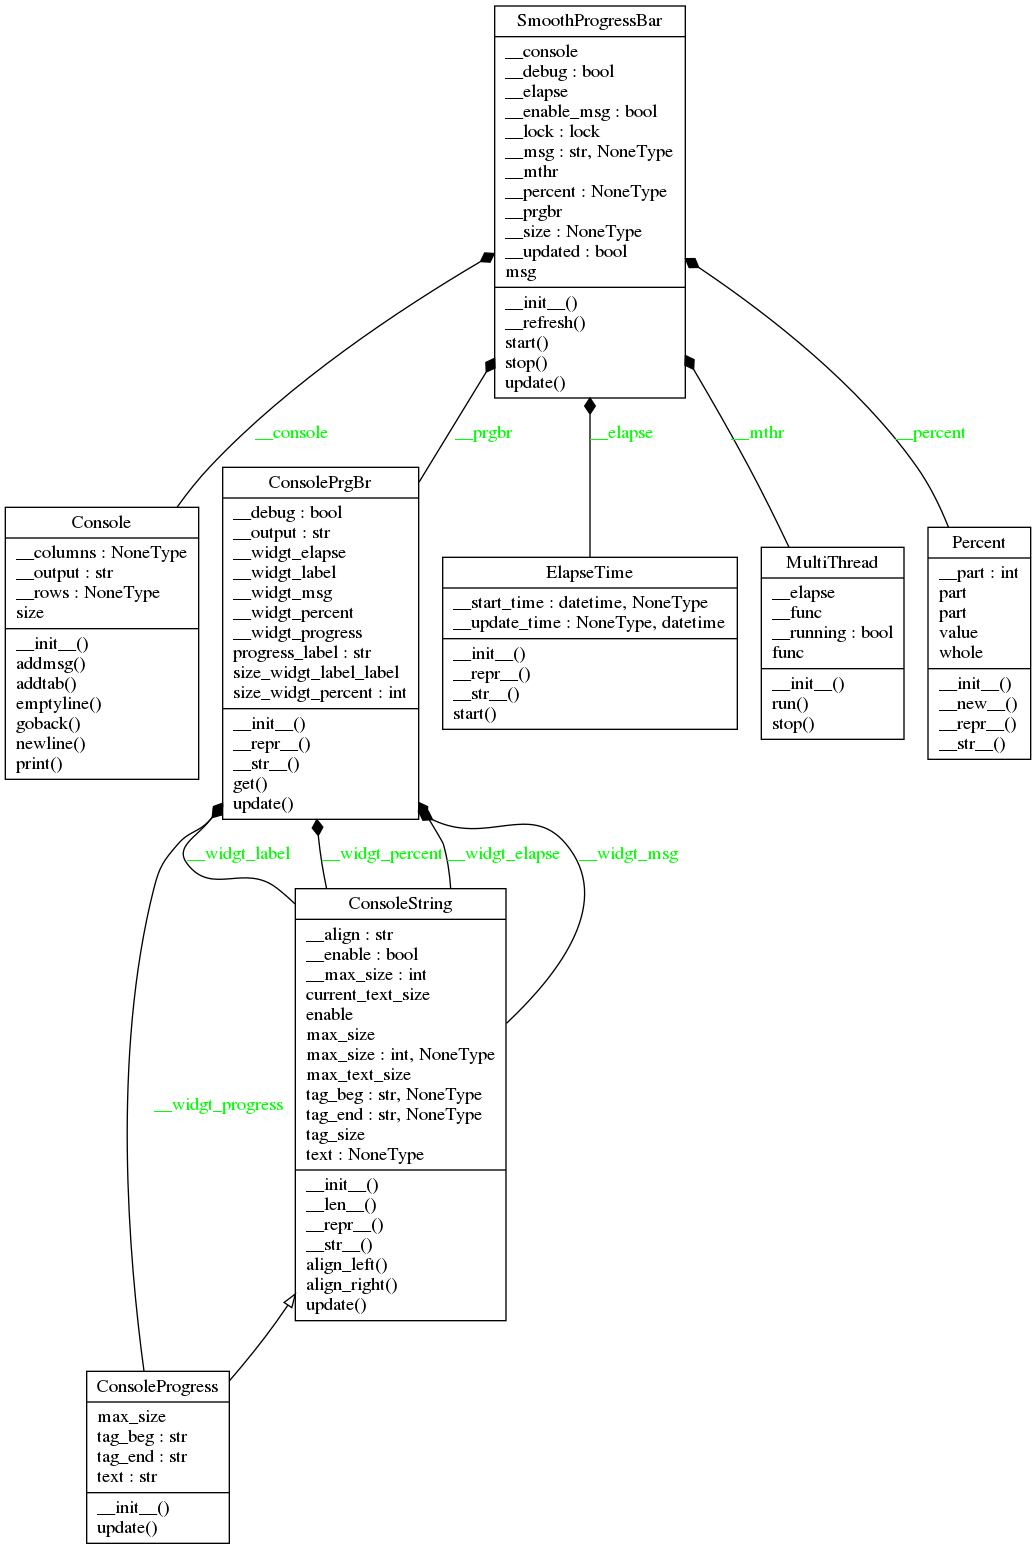 SmoothProgressBar
__console
__debug : bool
__elapse
__enable_msg : bool
__lock : lock
__msg : str, NoneType
__mthr
__percent : NoneType
__prgbr
__size : NoneType
__updated : bool
msg
__init__()
__refresh()
start()
stop()
update()
__console
__prgbr
__elapse
__mthr
__percent
Console
__columns : NoneType
__output : str
__rows : NoneType
size
__init__()
addmsg()
addtab()
emptyline()
goback()
newline()
print()
ConsolePrgBr
__debug : bool
__output : str
__widgt_elapse
__widgt_label
__widgt_msg
__widgt_percent
__widgt_progress
progress_label : str
size_widgt_label_label
size_widgt_percent : int
__init__()
__repr__()
__str__()
get()
update()
ElapseTime
__start_time : datetime, NoneType
__update_time : NoneType, datetime
__init__()
__repr__()
__str__()
start()
MultiThread
__elapse
__func
__running : bool
func
__init__()
run()
stop()
Percent
__part : int
part
part
value
whole
__init__()
__new__()
__repr__()
__str__()
__widgt_label
__widgt_percent
__widgt_elapse
__widgt_msg
ConsoleString
__align : str
__enable : bool
__max_size : int
current_text_size
enable
max_size
max_size : int, NoneType
max_text_size
tag_beg : str, NoneType
tag_end : str, NoneType
tag_size
text : NoneType
__init__()
__len__()
__repr__()
__str__()
align_left()
align_right()
update()
__widgt_progress
ConsoleProgress
max_size
tag_beg : str
tag_end : str
text : str
__init__()
update()